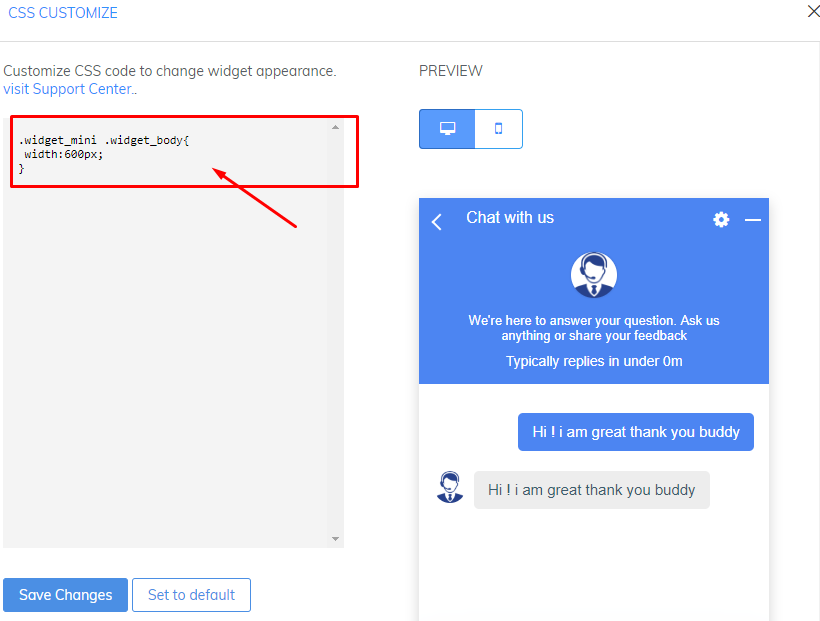 CSS CUSTOMIZE
Customize CSS code to change widget appearance.
visit Support Center..
.widget_mini .widget_body{
width:600px;
}
Save Changes
Set to default
PREVIEW
Chat with us
We're here to answer your question. Ask us
anything or share your feedback
Typically replies in under 0m
Hi ! i am great thank you buddy
Hi ! i am great thank you buddy